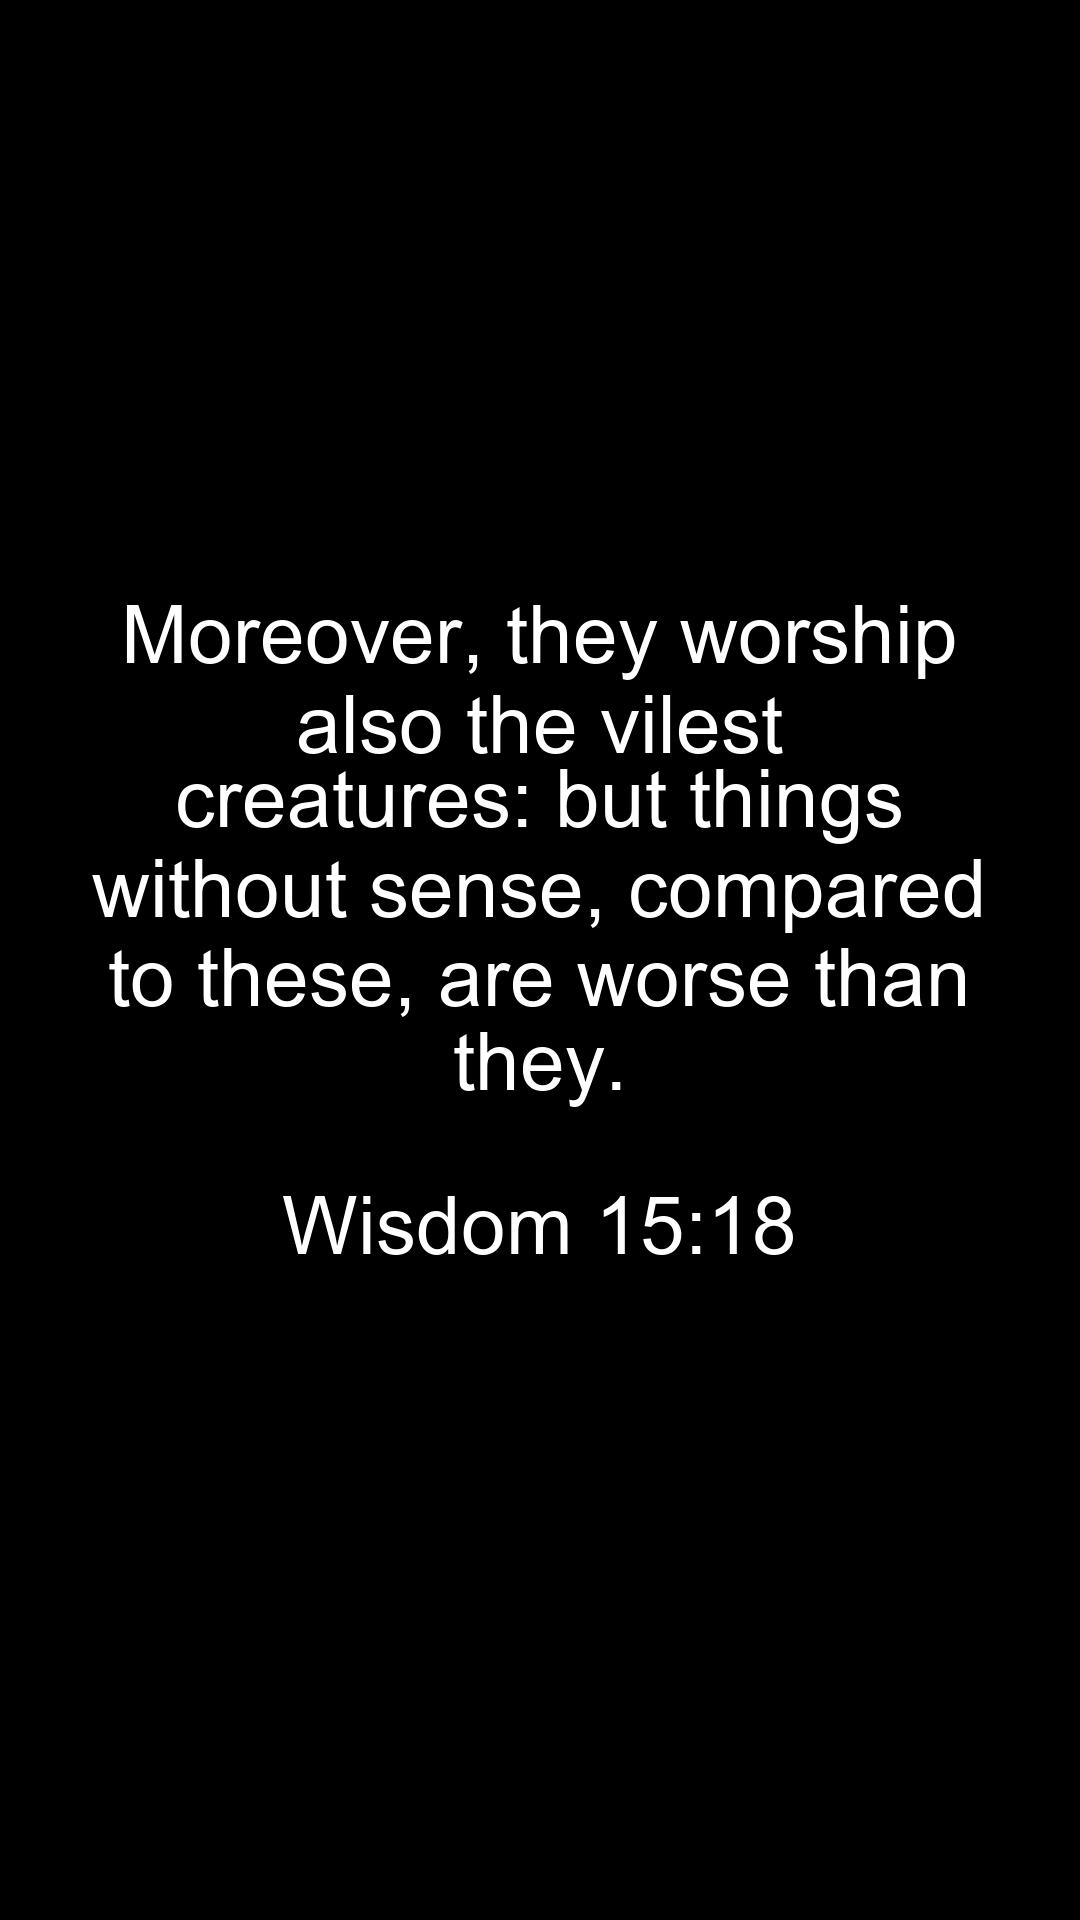 Moreover, they worship
also the vilest
creatures: but things
without sense, compared
to these, are worse than
they.
Wisdom 15:18